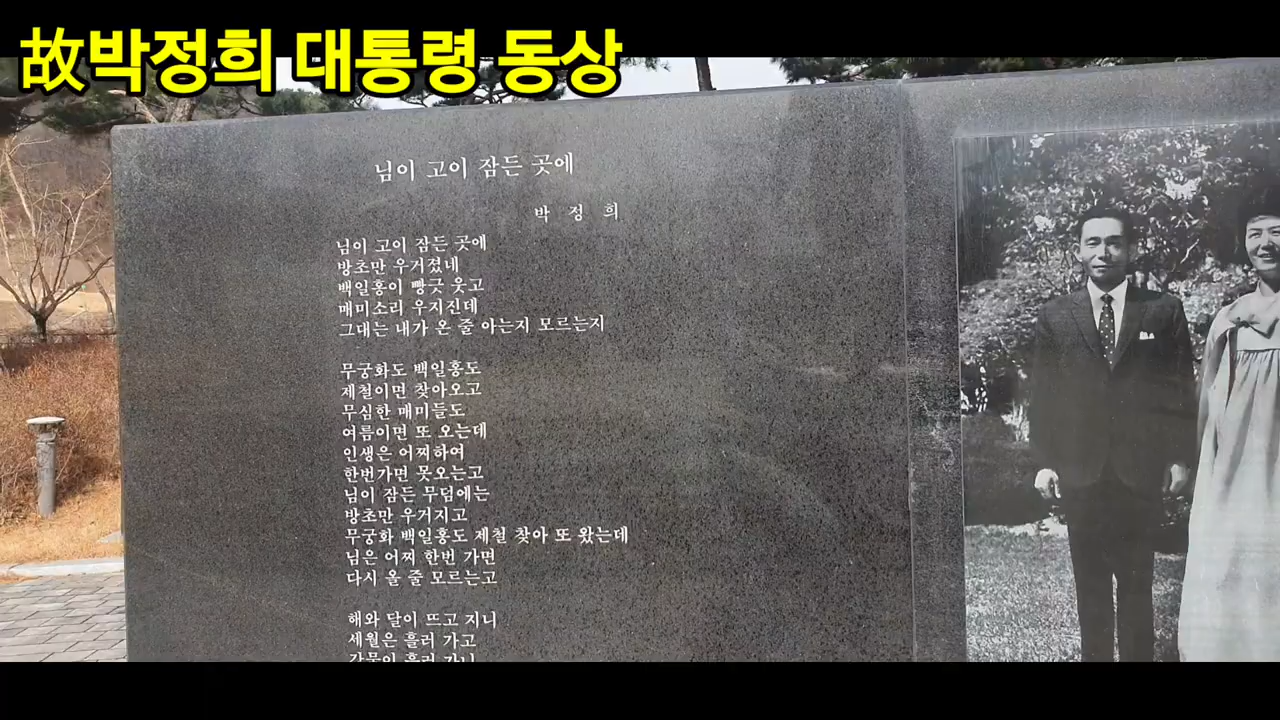 故박정희 대통령 동상
님이 고이 잠든 곳에
박 정 희
님이 고이 잠든 곳에
방초만 우거졌네
백일홍이 빵긋 웃고
매미소리 우지진데
그대는 내가 온 줄 아는지 모르는지
무궁화도 백일홍도
제철이면 찾아오고
무심한 매미들도
여름이면 또 오는데
인생은 어찌하여
한번가면 못오는고
님이 잠든 무덤에는
방초만 우거지고
무궁화 백일홍도 제철 찾아 또 왔는데
님은 어찌 한번 가면
다시 올 줄 모르는고
해와 달이 뜨고 지니
세월은 흘러 가고